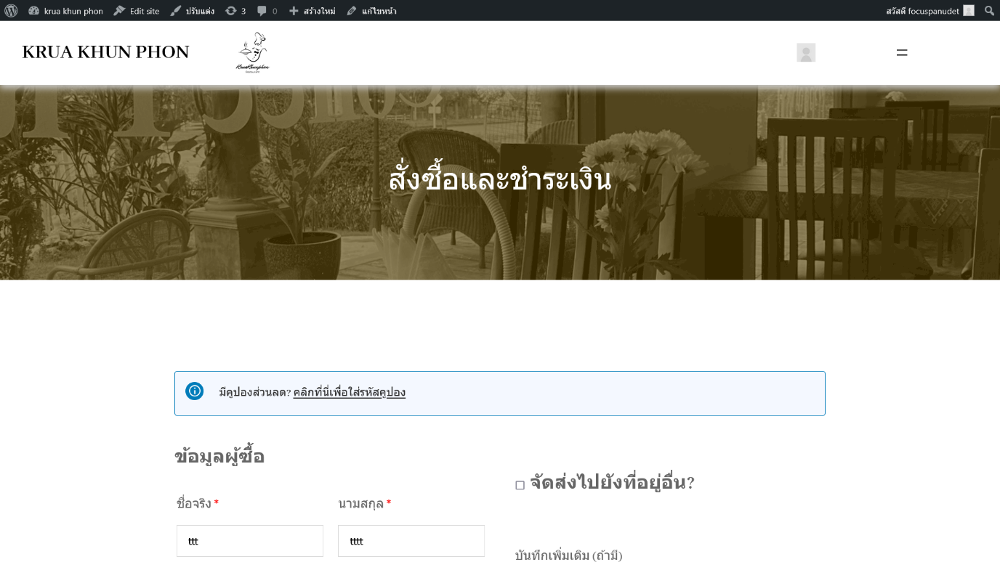 krua khun phon Edit site ปรับแต่ง 3 0 สร้างใหม่ แก้ไขหน้า สวัสดี focuspanudet
KRUA KHUN PHON
KruaKhunphon
Restaurant
สั่งซื้อและชำระเงิน
มีคูปองส่วนลด? คลิกที่นี่เพื่อใส่รหัสคูปอง
ข้อมูลผู้ซื้อ
จัดส่งไปยังที่อยู่อื่น?
ชื่อจริง * นามสกุล *
ttt tttt
บันทึกเพิ่มเติม (ถ้ามี)